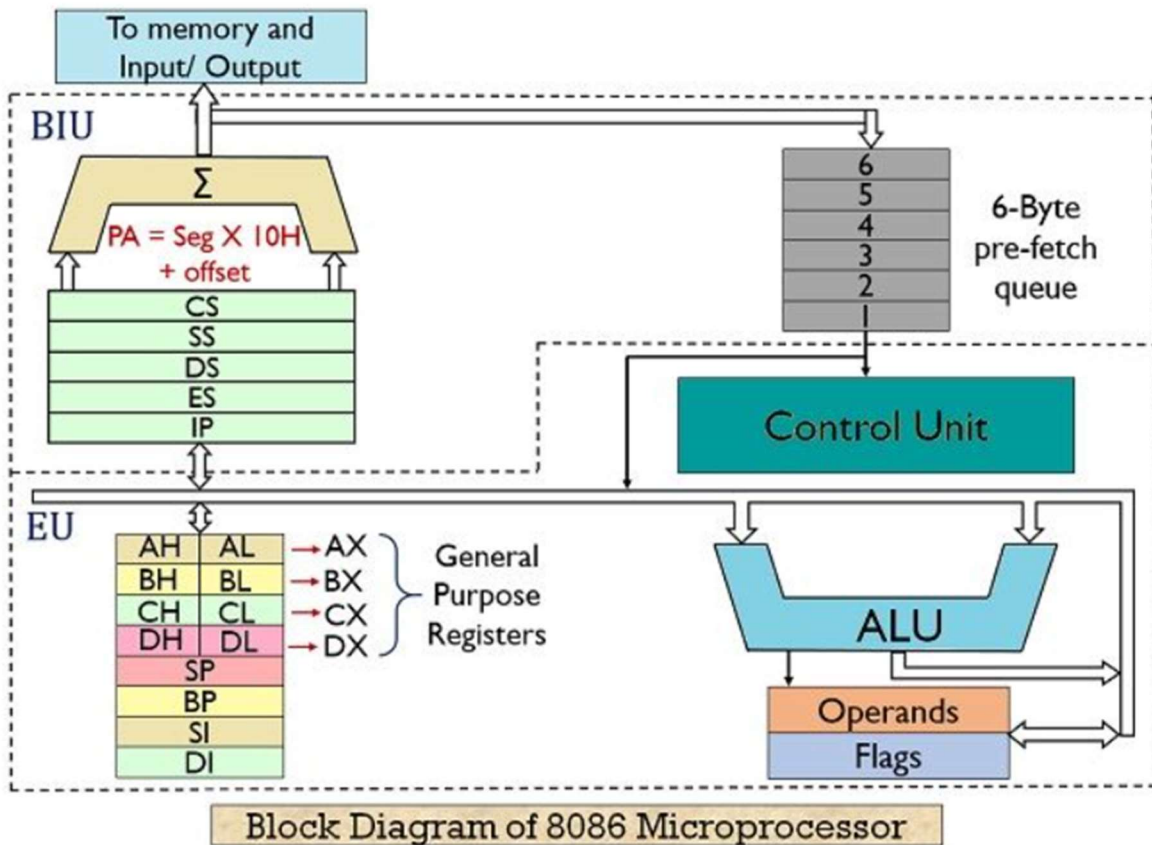 To memory and
Input/ Output
BIU
Σ
PA = Seg X 10H
+ offset
CS
SS
DS
ES
IP
6
5
4
3
2
1
6-Byte
pre-fetch
queue
Control Unit
EU
AH AL AX
BH BL BX
CH CL CX
DH DL DX
SP
BP
SI
DI
General
Purpose
Registers
ALU
Operands
Flags
Block Diagram of 8086 Microprocessor